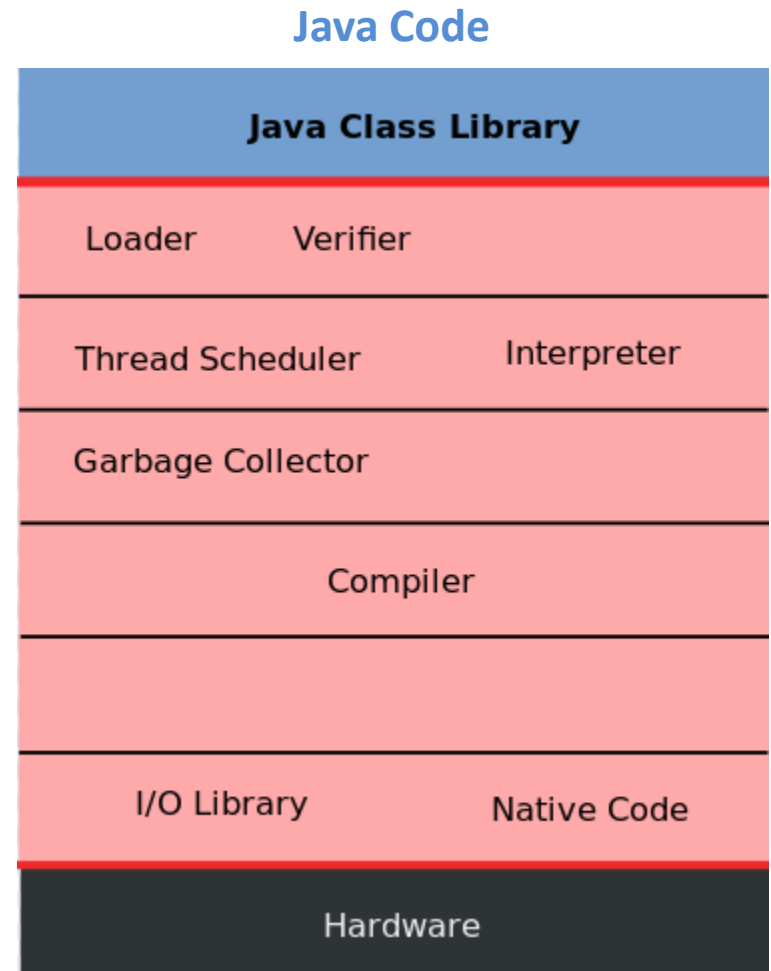 Java Code
Java Class Library
Loader Verifier
Thread Scheduler Interpreter
Garbage Collector
Compiler
I/O Library Native Code
Hardware